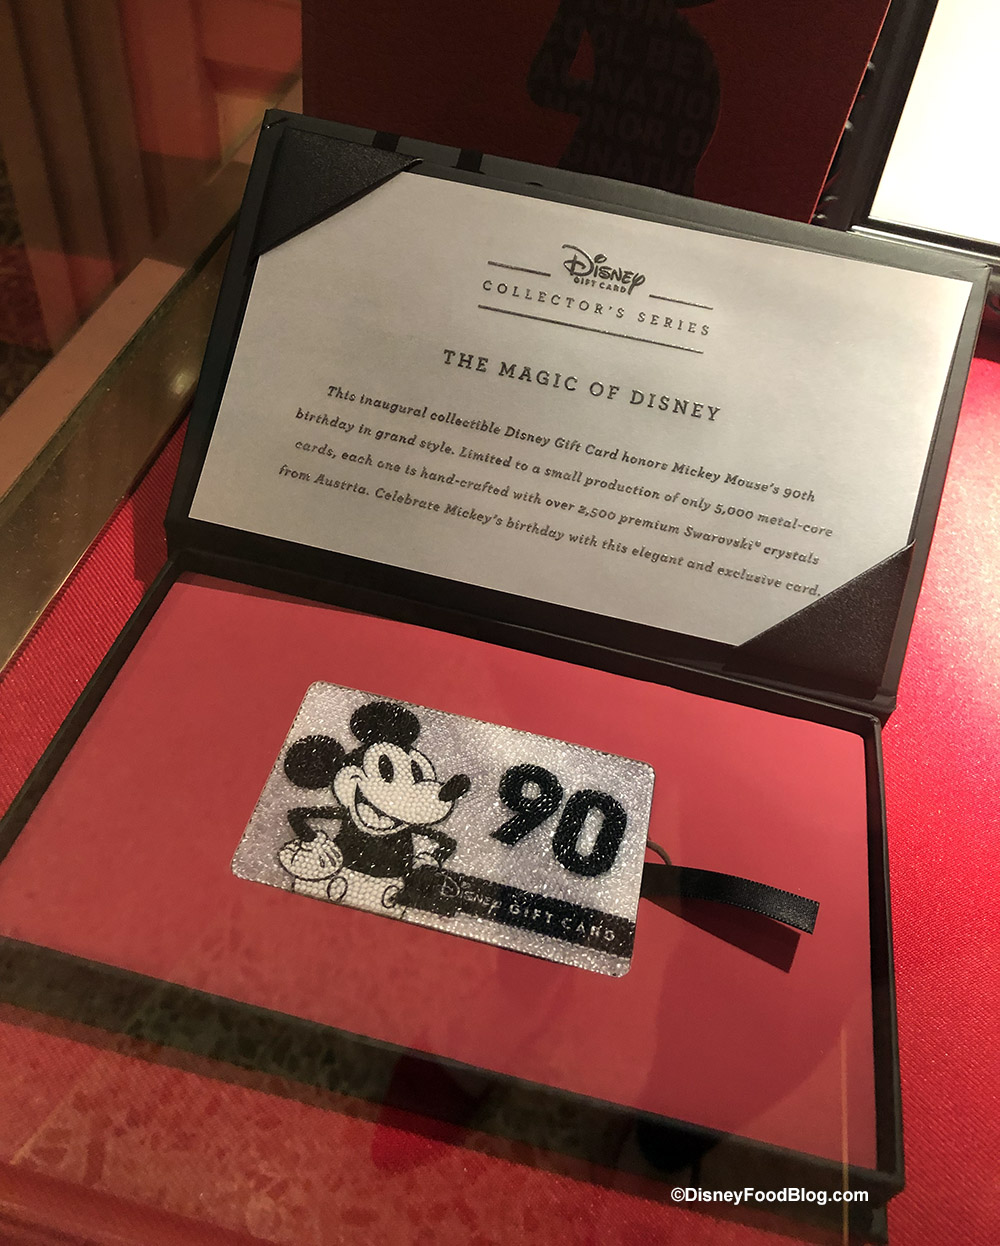 NATIO
NOR D
NATU
DISNEY
GIFT CARD
COLLECTOR'S SERIES
THE MAGIC OF DISNEY
This inaugural collectible Disney Gift Card honors Mickey Mouse's 90th
birthday in grand style. Limited to a small production of only 5,000 metal-core
cards, each one is hand-crafted with over 2,500 premium Swarovski® crystals
from Austria. Celebrate Mickey's birthday with this elegant and exclusive card.
90
DISNEY GIFT CARD
©DisneyFoodBlog.com